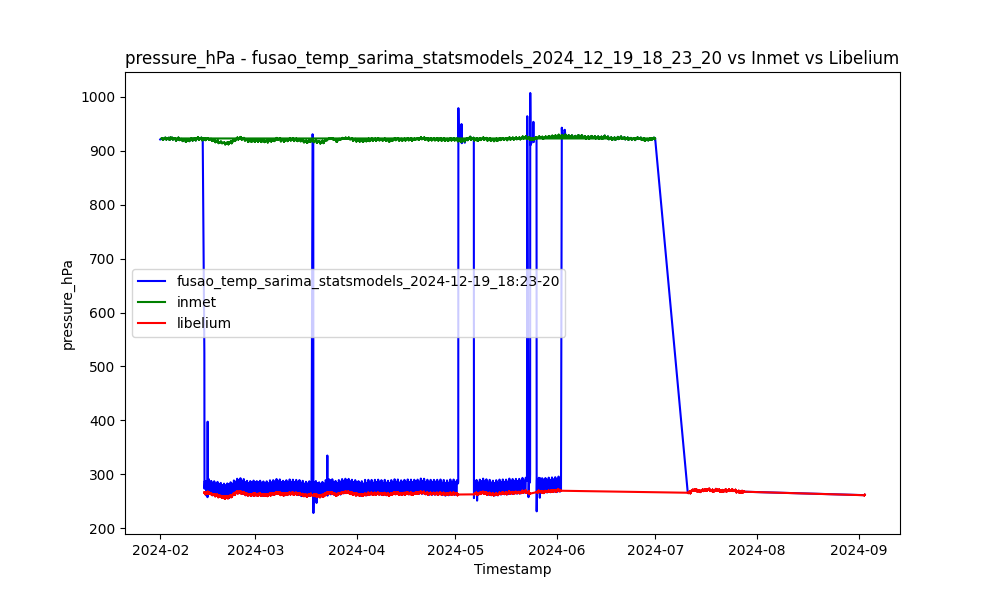 pressure_hPa - fusao_temp_sarima_statsmodels_2024_12_19_18_23_20 vs Inmet vs Libelium
1000
900
800
700
600
500
400
300
200
pressure_hPa
fusao_temp_sarima_statsmodels_2024-12-19_18:23-20
inmet
libelium
2024-02 2024-03 2024-04 2024-05 2024-06 2024-07 2024-08 2024-09
Timestamp